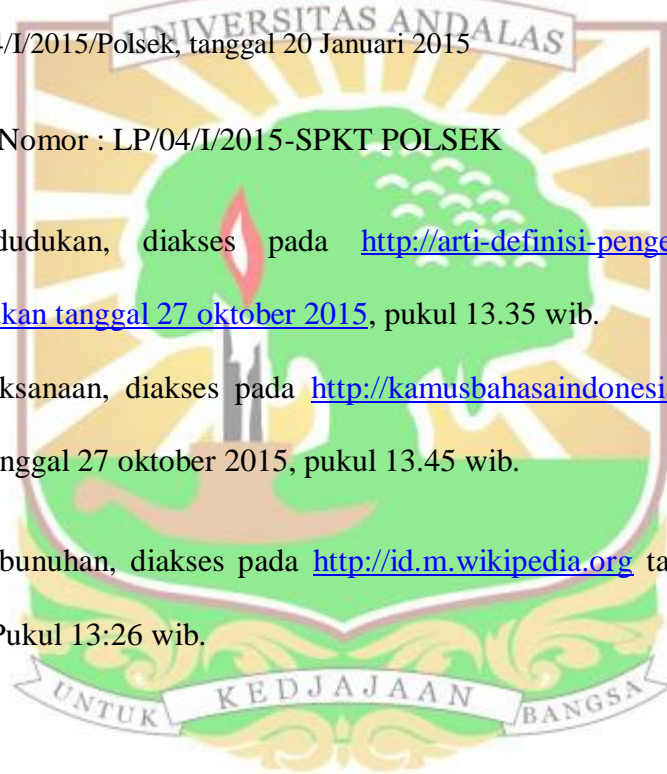 UNIVERSITAS ANDALAS
4/I/2015/Polsek, tanggal 20 Januari 2015
Nomor : LP/04/I/2015-SPKT POLSEK
dudukan, diakses pada http://arti-definisi-penge
kan tanggal 27 oktober 2015, pukul 13.35 wib.
ksanaan, diakses pada http://kamusbahasaindonesi
nggal 27 oktober 2015, pukul 13.45 wib.
bunuhan, diakses pada http://id.m.wikipedia.org ta
Pukul 13:26 wib.
UNTUK KEDJAJAAN BANGSA